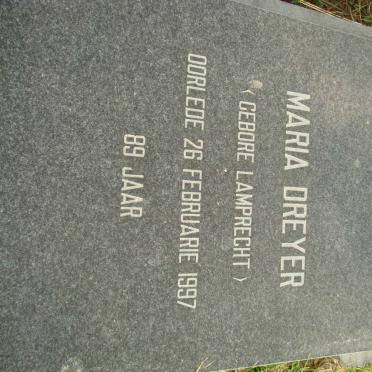 MARIA DREYER
( GEBORE LAMPRECHT )
OORLEDE 26 FEBRUARIE 1997
89 JAAR